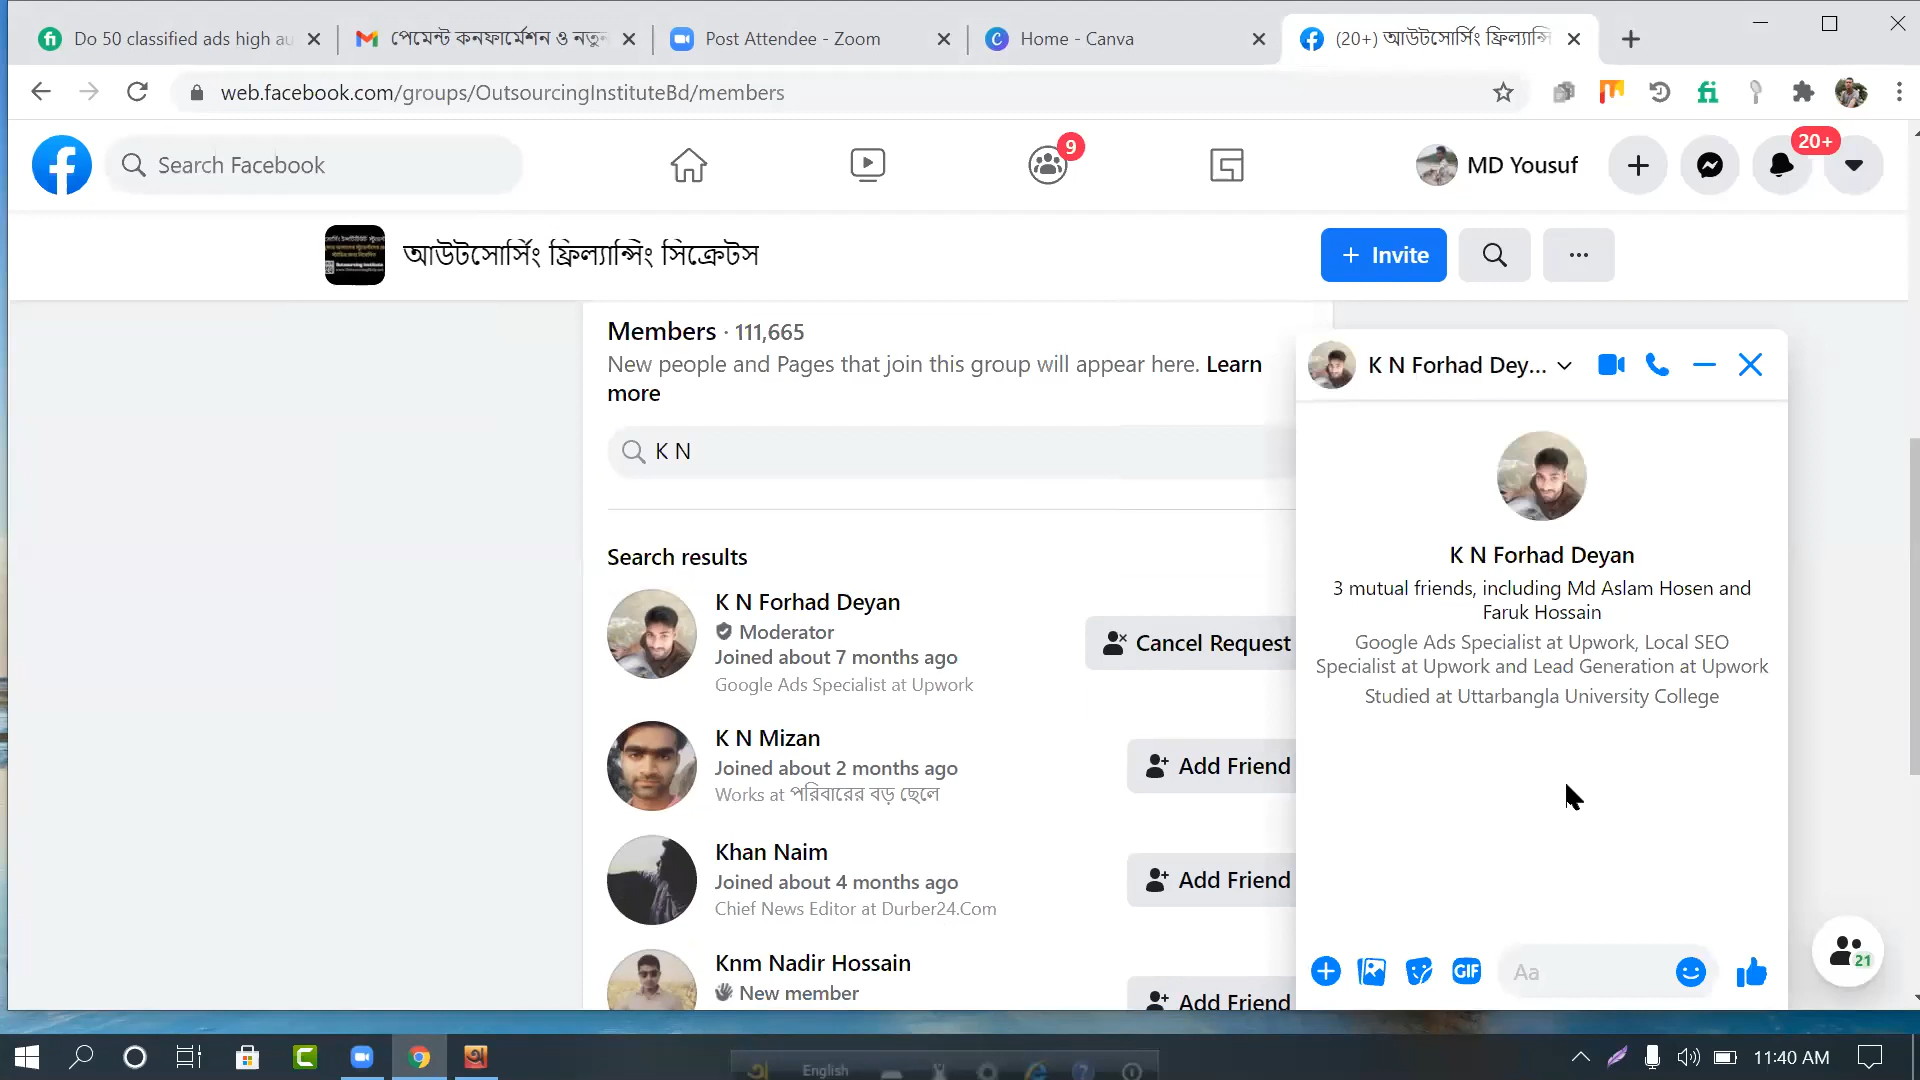 Do 50 classified ads high au
পেমেন্ট কনফার্মেশন ও নতুন
Post Attendee - Zoom
Home - Canva
(20+) আউটসোর্সিং ফ্রিল্যান্সি
web.facebook.com/groups/OutsourcingInstituteBd/members
Search Facebook
9
MD Yousuf
20+
আউটসোর্সিং ফ্রিল্যান্সিং সিক্রেটস
+ Invite
Members · 111,665
New people and Pages that join this group will appear here. Learn
more
K N
Search results
K N Forhad Deyan
Moderator
Joined about 7 months ago
Google Ads Specialist at Upwork
Cancel Request
K N Mizan
Joined about 2 months ago
Works at পরিবারের বড় ছেলে
Add Friend
Khan Naim
Joined about 4 months ago
Chief News Editor at Durber24.Com
Add Friend
Knm Nadir Hossain
New member
Add Friend
K N Forhad Dey...
K N Forhad Deyan
3 mutual friends, including Md Aslam Hosen and
Faruk Hossain
Google Ads Specialist at Upwork, Local SEO
Specialist at Upwork and Lead Generation at Upwork
Studied at Uttarbangla University College
GIF
Aa
21
English
11:40 AM